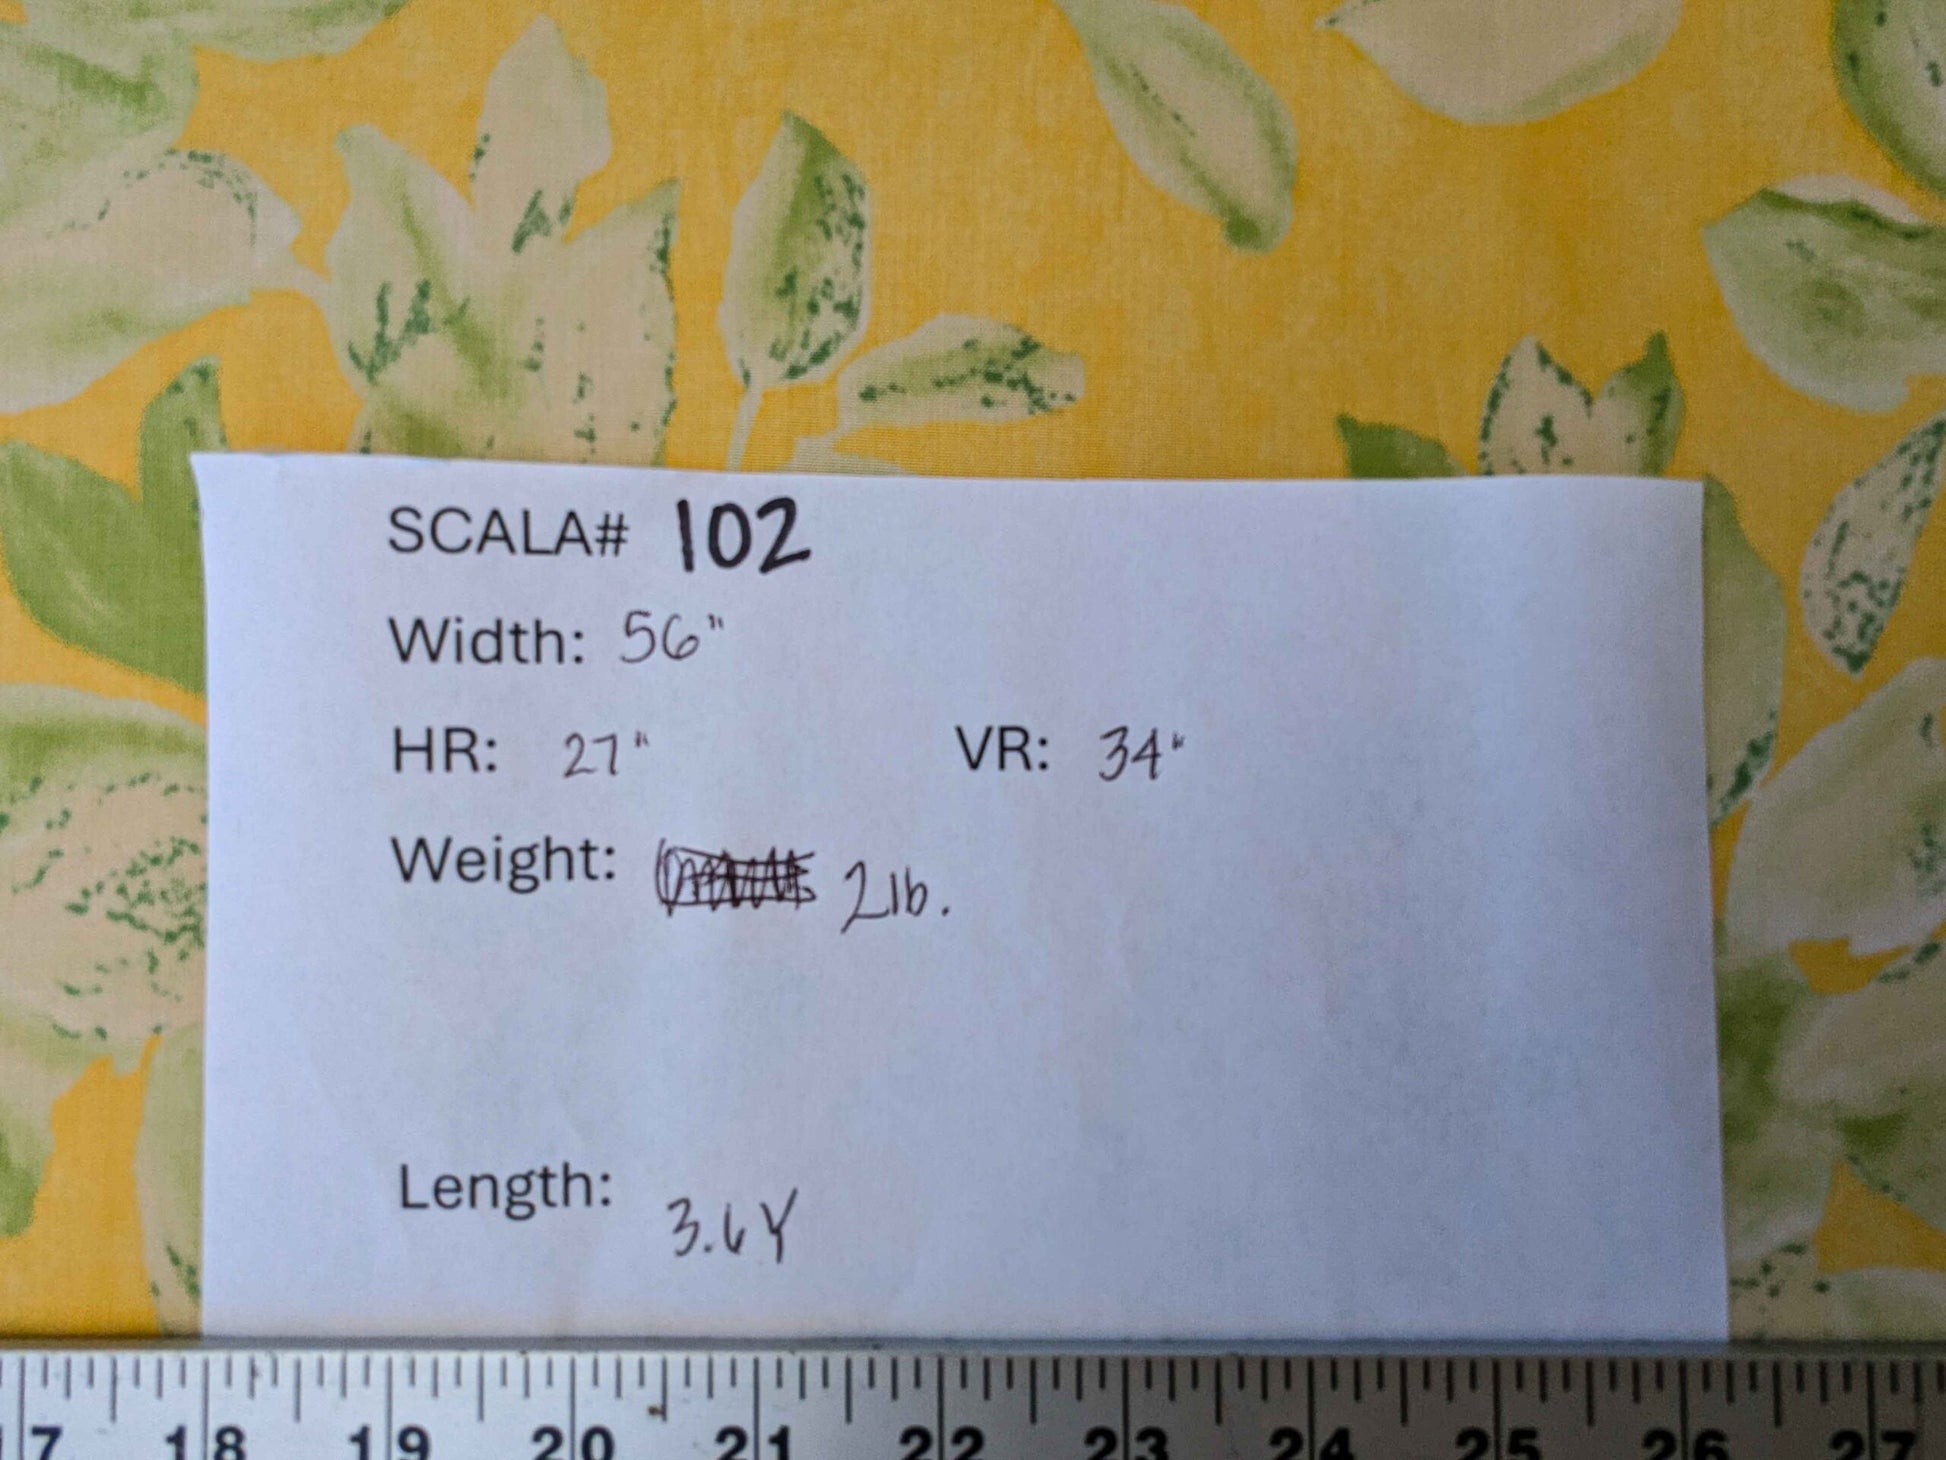 SCALA# 102
Width: 56"
HR: 27" VR: 34"
Weight: 2lb.
Length: 3.6Y
17 18 19 20 21 22 23 24 25 26 27